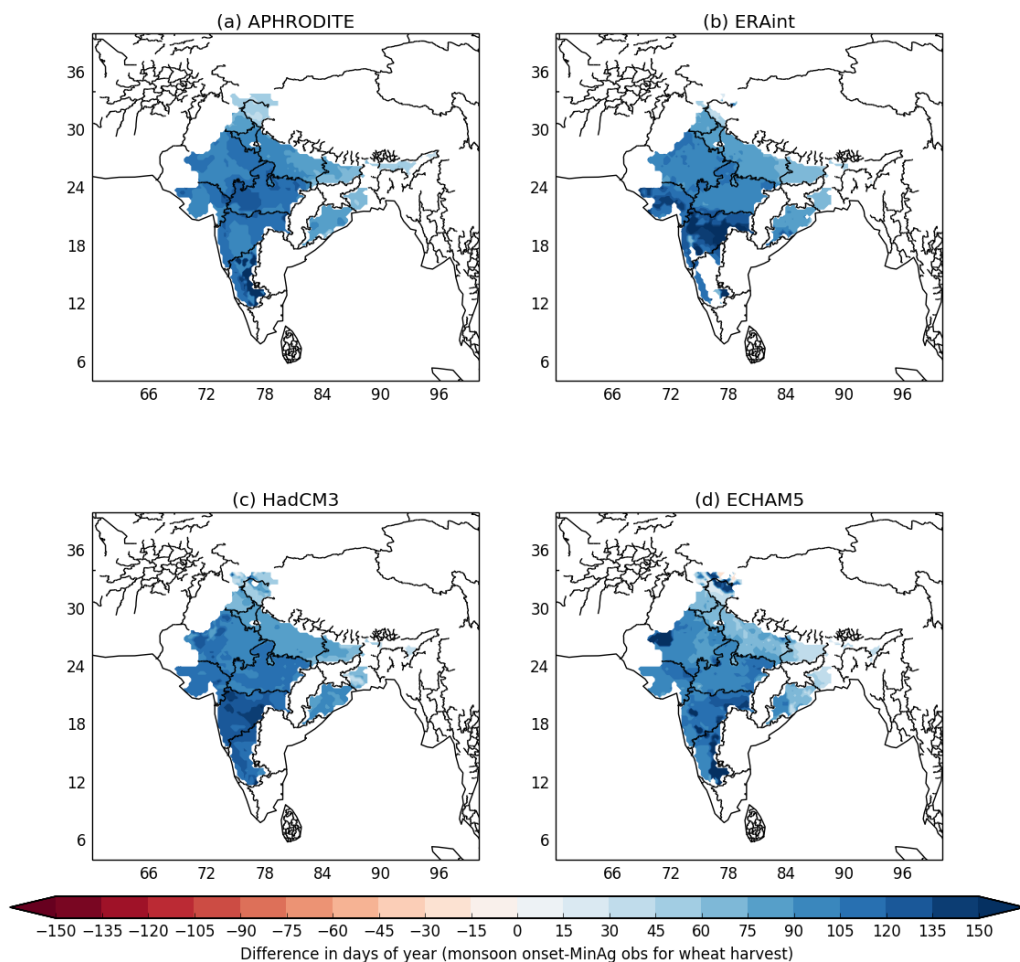 (a) APHRODITE
(b) ERAint
36
30
24
18
12
6
66 72 78 84 90 96
36
30
24
18
12
6
66 72 78 84 90 96
(c) HadCM3
(d) ECHAM5
36
30
24
18
12
6
66 72 78 84 90 96
36
30
24
18
12
6
66 72 78 84 90 96
−150 −135 −120 −105 −90 −75 −60 −45 −30 −15 0 15 30 45 60 75 90 105 120 135 150
Difference in days of year (monsoon onset-MinAg obs for wheat harvest)